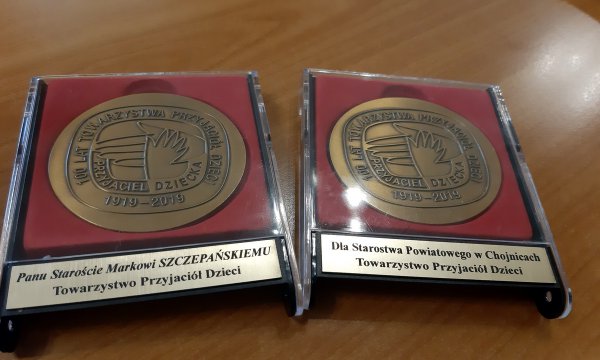 100 LAT TOWARZYSTWA PRZYJACIÓŁ DZIECI
PRZYJACIEL DZIECKA
1919-2019
Panu Staroście Markowi SZCZEPAŃSKIEMU
Towarzystwo Przyjaciół Dzieci
100 LAT TOWARZYSTWA PRZYJACIÓŁ DZIECI
PRZYJACIEL DZIECKA
1919-2019
Dla Starostwa Powiatowego w Chojnicach
Towarzystwo Przyjaciół Dzieci